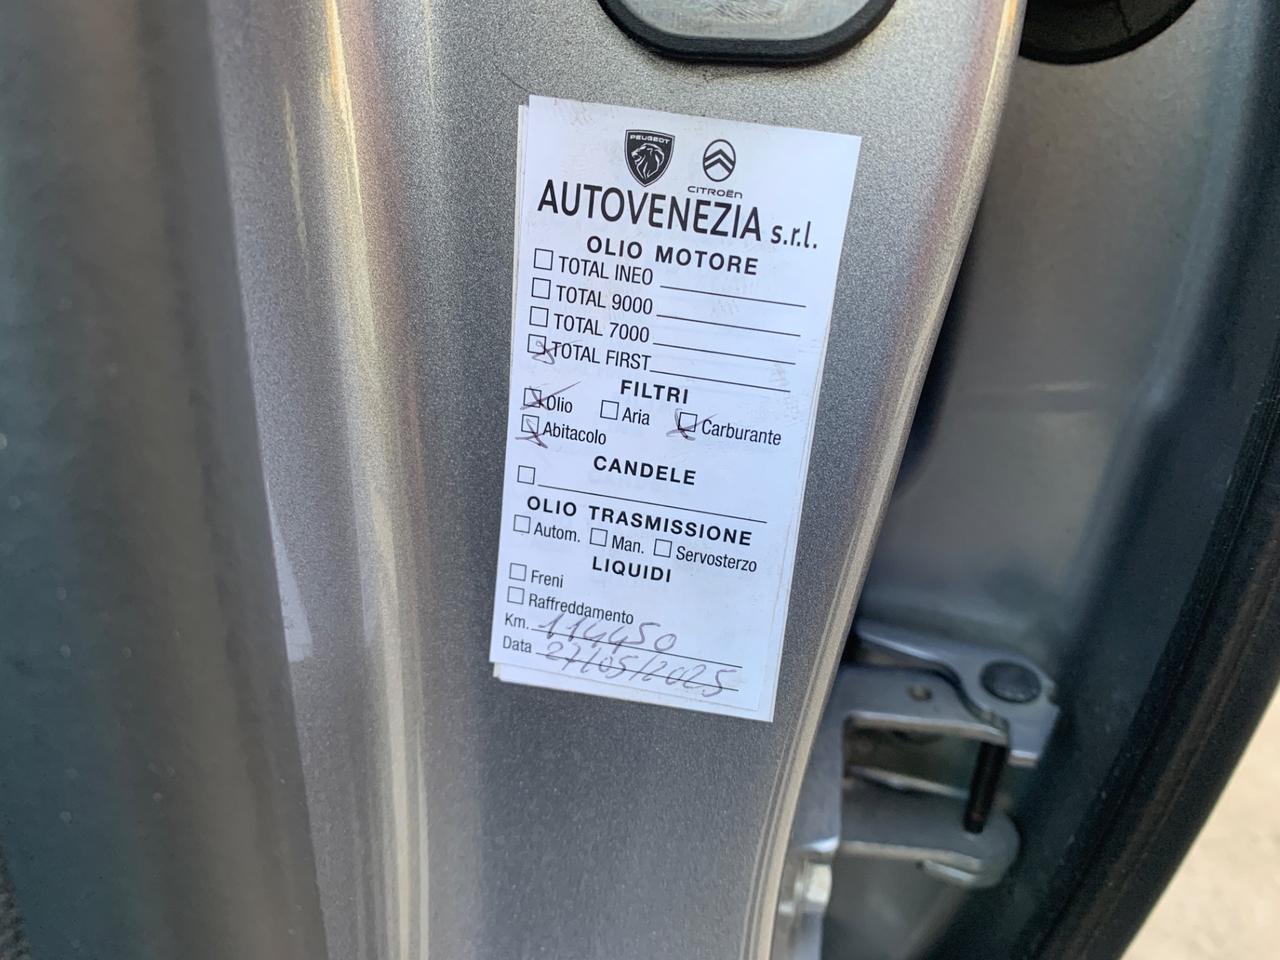 PEUGEOT
CITROËN
AUTOVENEZIA s.r.l.
OLIO MOTORE
TOTAL INEO
TOTAL 9000
TOTAL 7000
TOTAL FIRST
FILTRI
Olio Aria Carburante
Abitacolo
CANDELE
OLIO TRASMISSIONE
Autom. Man. Servosterzo
LIQUIDI
Freni
Raffreddamento
Km. 114450
Data 27/05/2025